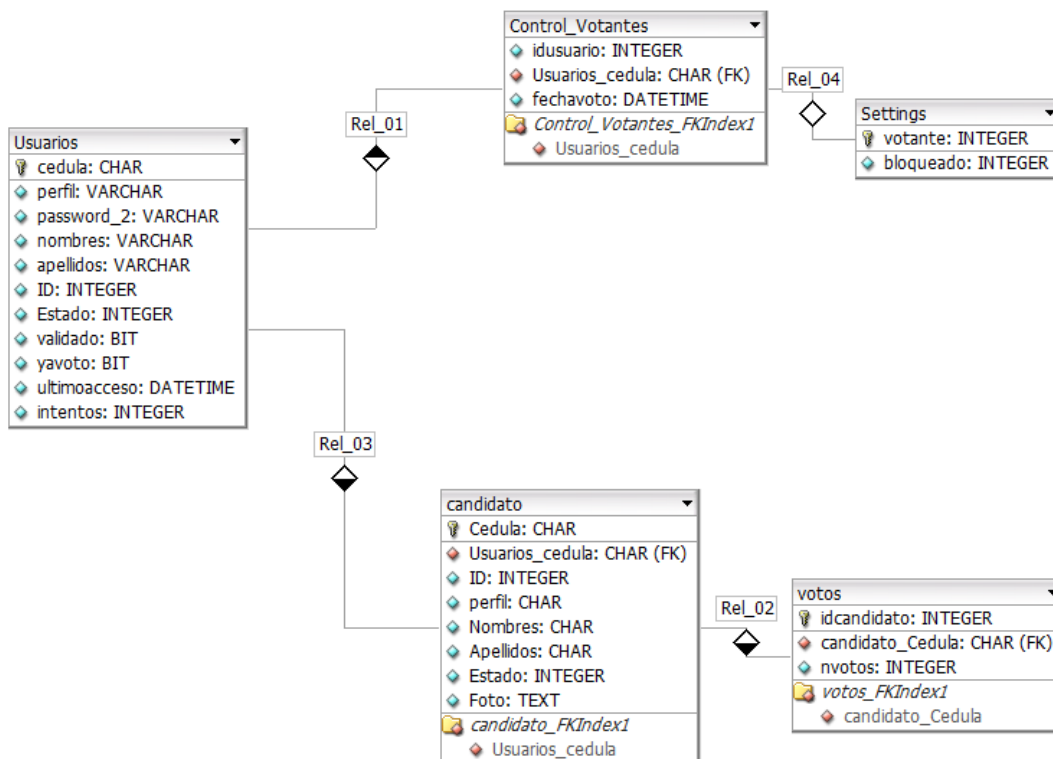 Usuarios
cedula: CHAR
perfil: VARCHAR
password_2: VARCHAR
nombres: VARCHAR
apellidos: VARCHAR
ID: INTEGER
Estado: INTEGER
validado: BIT
yavoto: BIT
ultimoacceso: DATETIME
intentos: INTEGER
Rel_01
Control_Votantes
idusuario: INTEGER
Usuarios_cedula: CHAR (FK)
fechavoto: DATETIME
Control_Votantes_FKIndex1
Usuarios_cedula
Rel_04
Settings
votante: INTEGER
bloqueado: INTEGER
Rel_03
candidato
Cedula: CHAR
Usuarios_cedula: CHAR (FK)
ID: INTEGER
perfil: CHAR
Nombres: CHAR
Apellidos: CHAR
Estado: INTEGER
Foto: TEXT
candidato_FKIndex1
Usuarios_cedula
Rel_02
votos
idcandidato: INTEGER
candidato_Cedula: CHAR (FK)
nvotos: INTEGER
votos_FKIndex1
candidato_Cedula